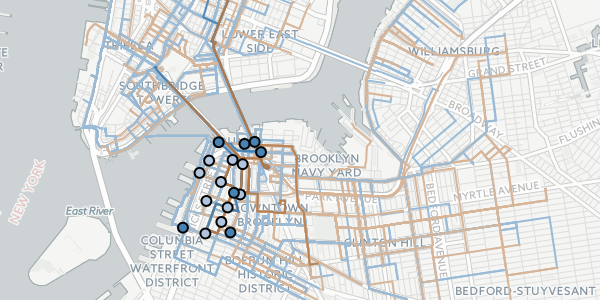 TRIBECA
LOWER EAST
SIDE
WILLIAMSBURG
GRAND STREET
SOUTHBRIDGE
TOWERS
BROADWAY
FLUSHING
BROOKLYN
NAVY YARD
NEW YORK
MYRTLE AVENUE
PARK AVENUE
BEDFORD AVENUE
East River
DOWNTOWN
BROOKLYN
COLUMBIA
STREET
WATERFRONT
DISTRICT
CLINTON HILL
BOERUM HILL
HISTORIC
DISTRICT
BEDFORD-STUYVESANT